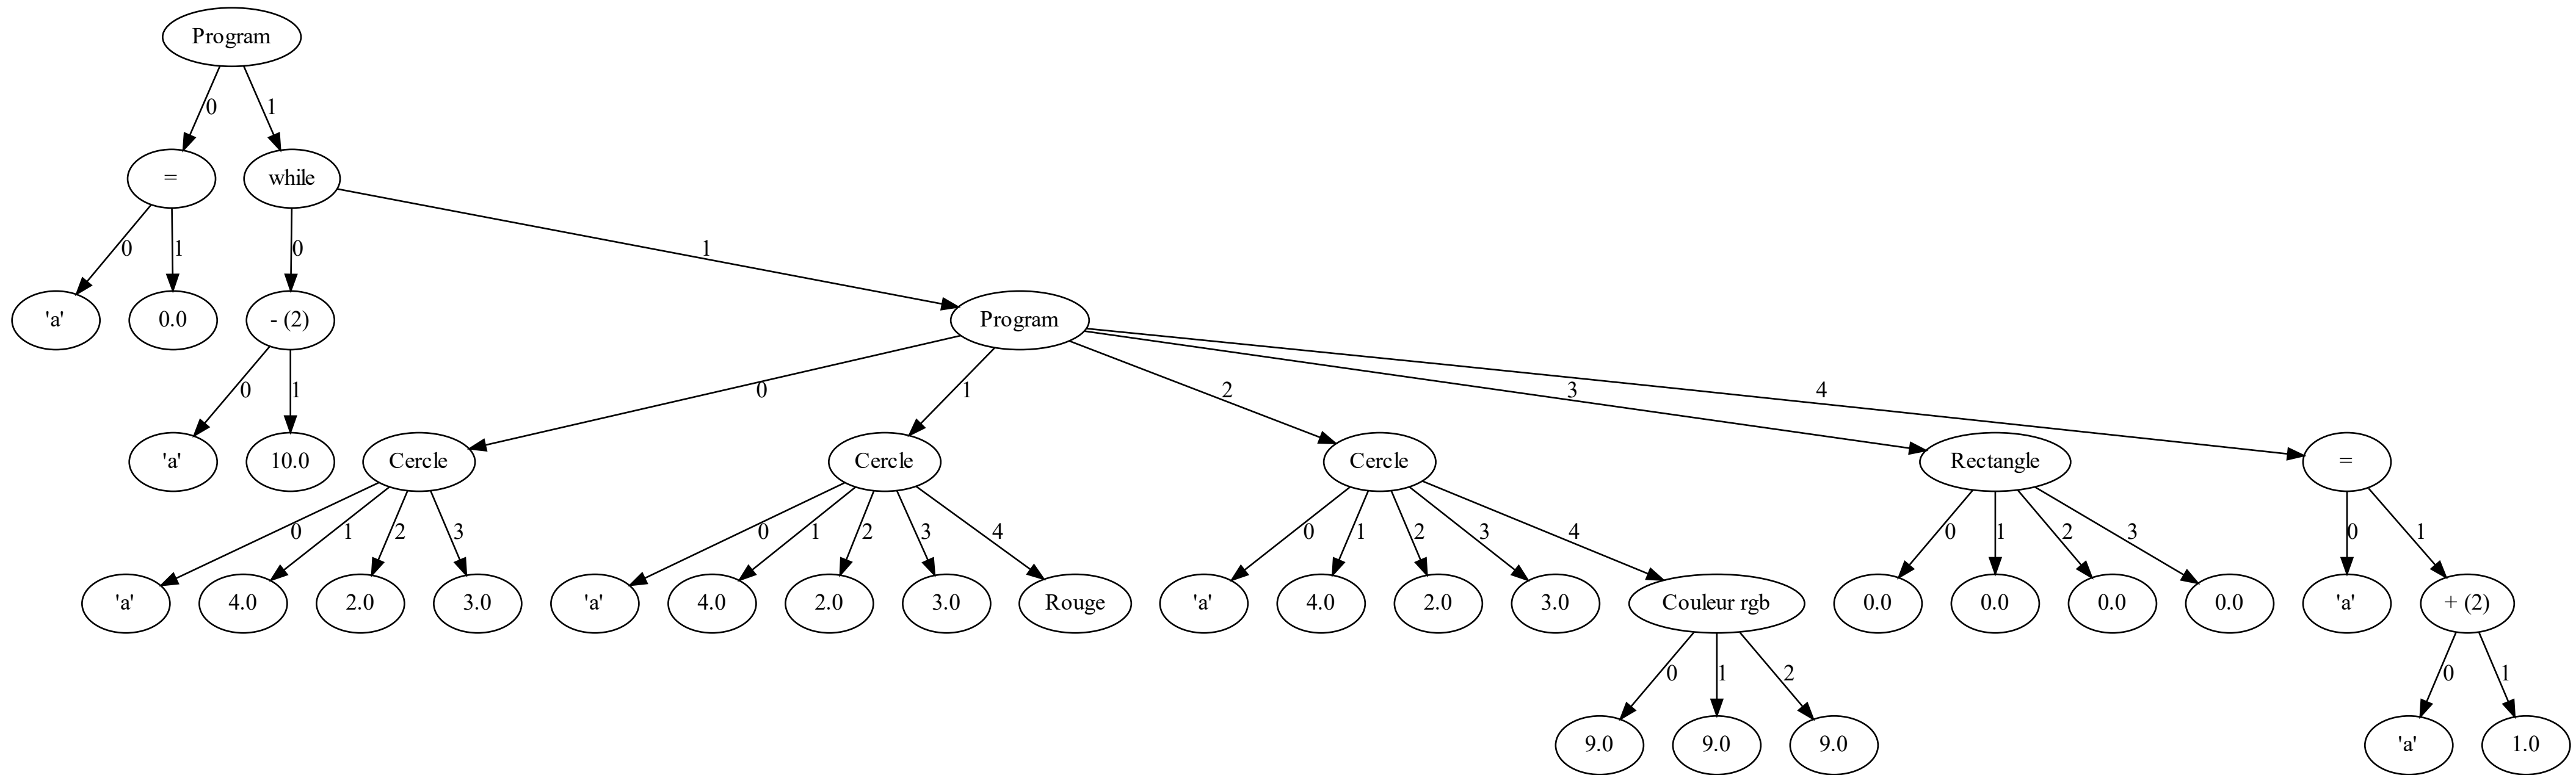 Program
0 1
= while
0 1 0 1
'a' 0.0 - (2) Program
0 1 0 1 2 3 4
'a' 10.0 Cercle Cercle Cercle Rectangle =
0 1 2 3 0 1 2 3 4 0 1 2 3 4 0 1 2 3 0 1
'a' 4.0 2.0 3.0 'a' 4.0 2.0 3.0 Rouge 'a' 4.0 2.0 3.0 Couleur rgb 0.0 0.0 0.0 0.0 'a' + (2)
0 1 2 0 1
9.0 9.0 9.0 'a' 1.0